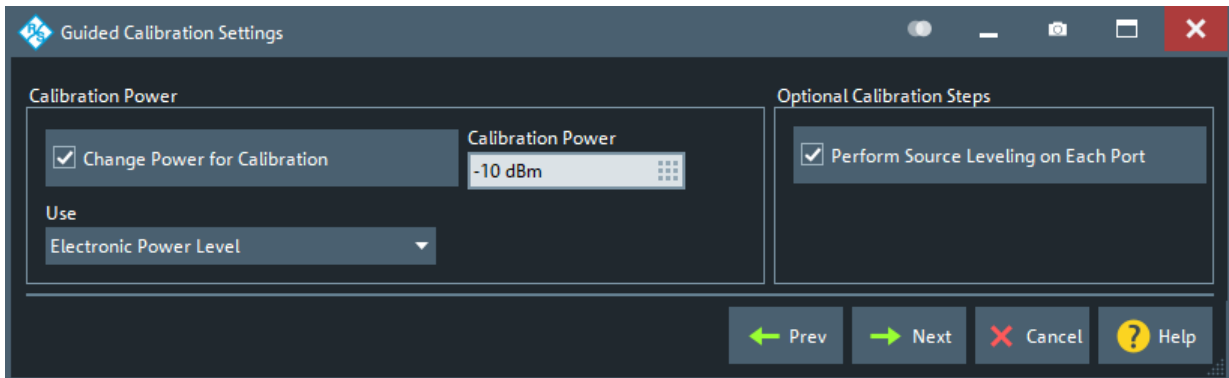 R&S Guided Calibration Settings
Calibration Power
Change Power for Calibration
Calibration Power
-10 dBm
Use
Electronic Power Level
Optional Calibration Steps
Perform Source Leveling on Each Port
Prev
Next
Cancel
? Help